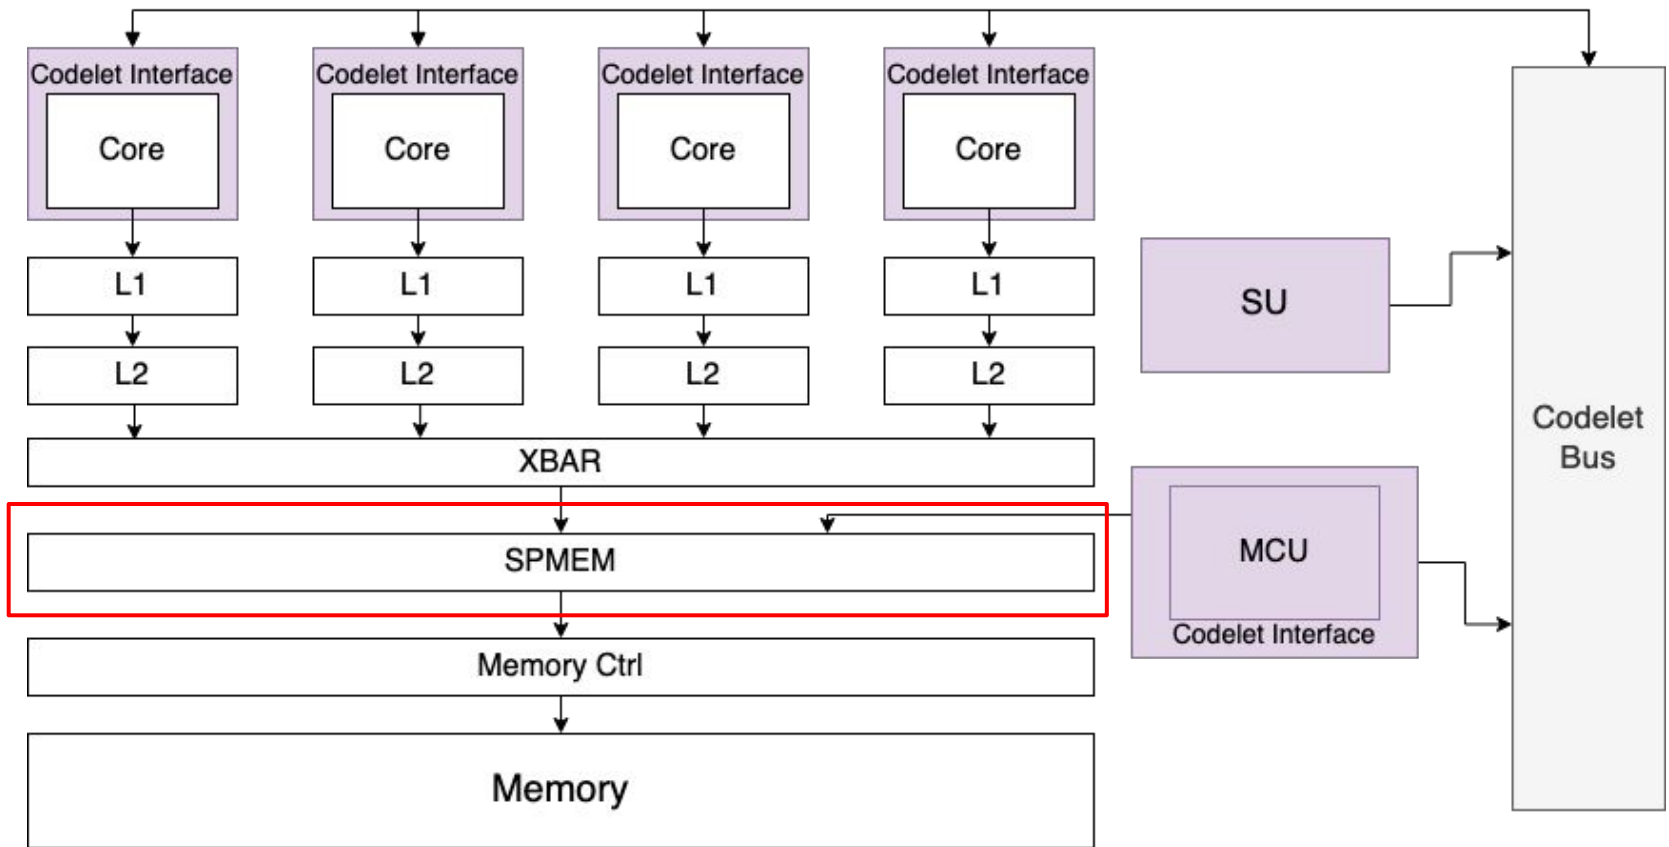 Codelet Interface
Codelet Interface
Codelet Interface
Codelet Interface
Core
Core
Core
Core
L1
L1
L1
L1
SU
L2
L2
L2
L2
Codelet
Bus
XBAR
SPMEM
MCU
Codelet Interface
Memory Ctrl
Memory